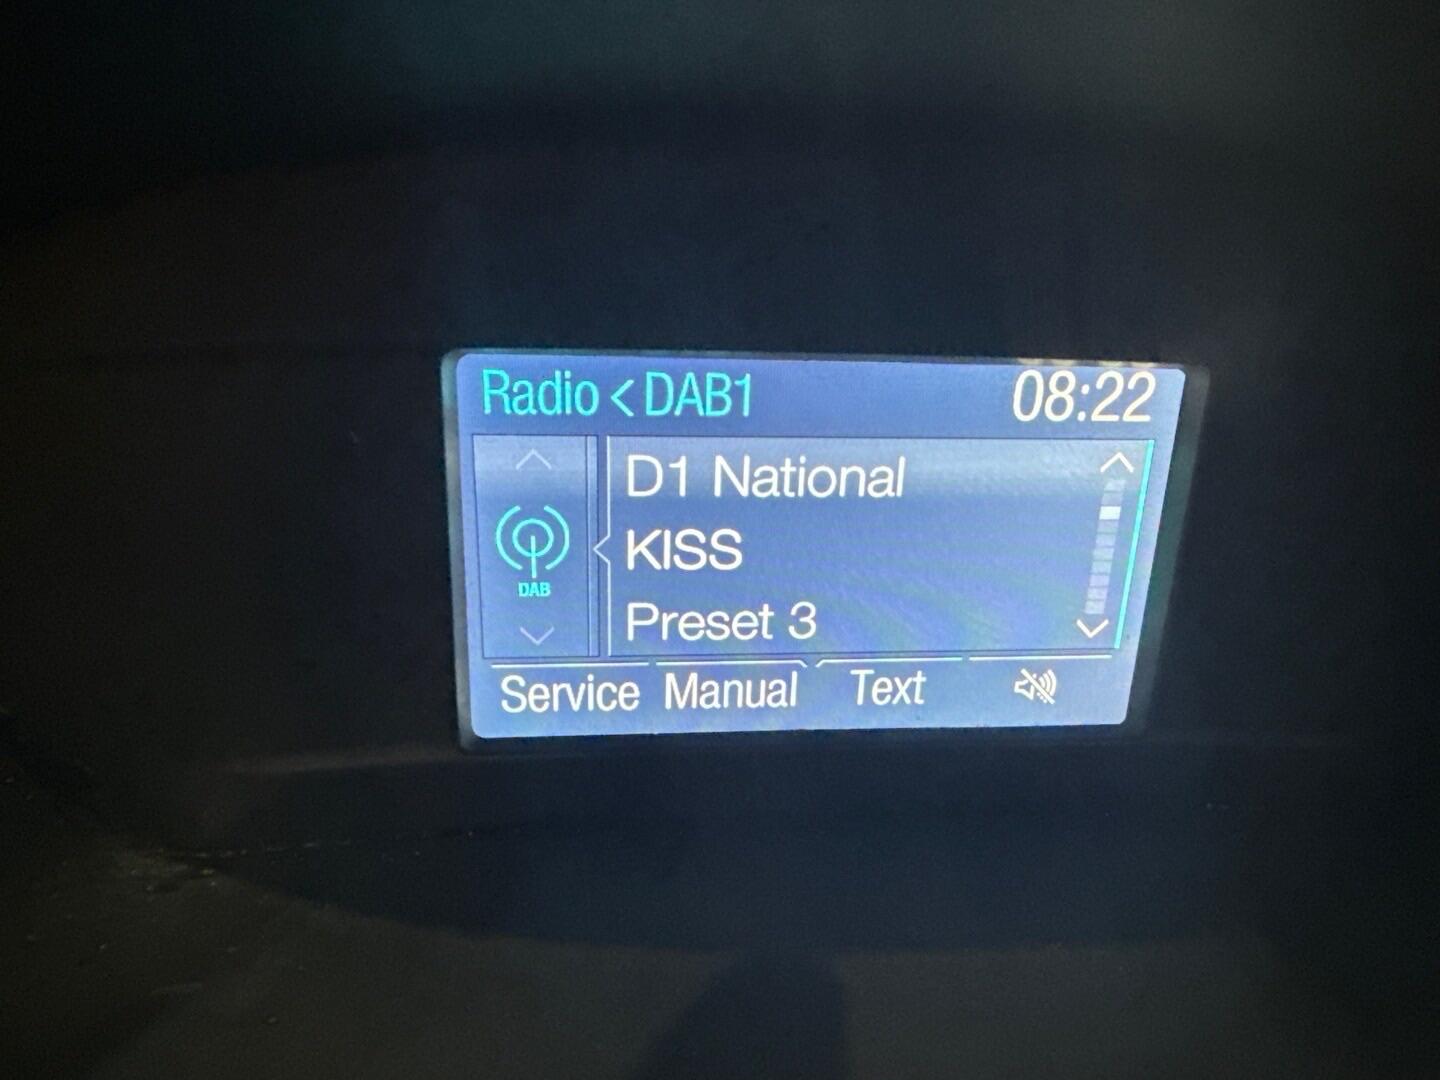 Radio < DAB1 08:22
D1 National
KISS
DAB
Preset 3
Service Manual Text